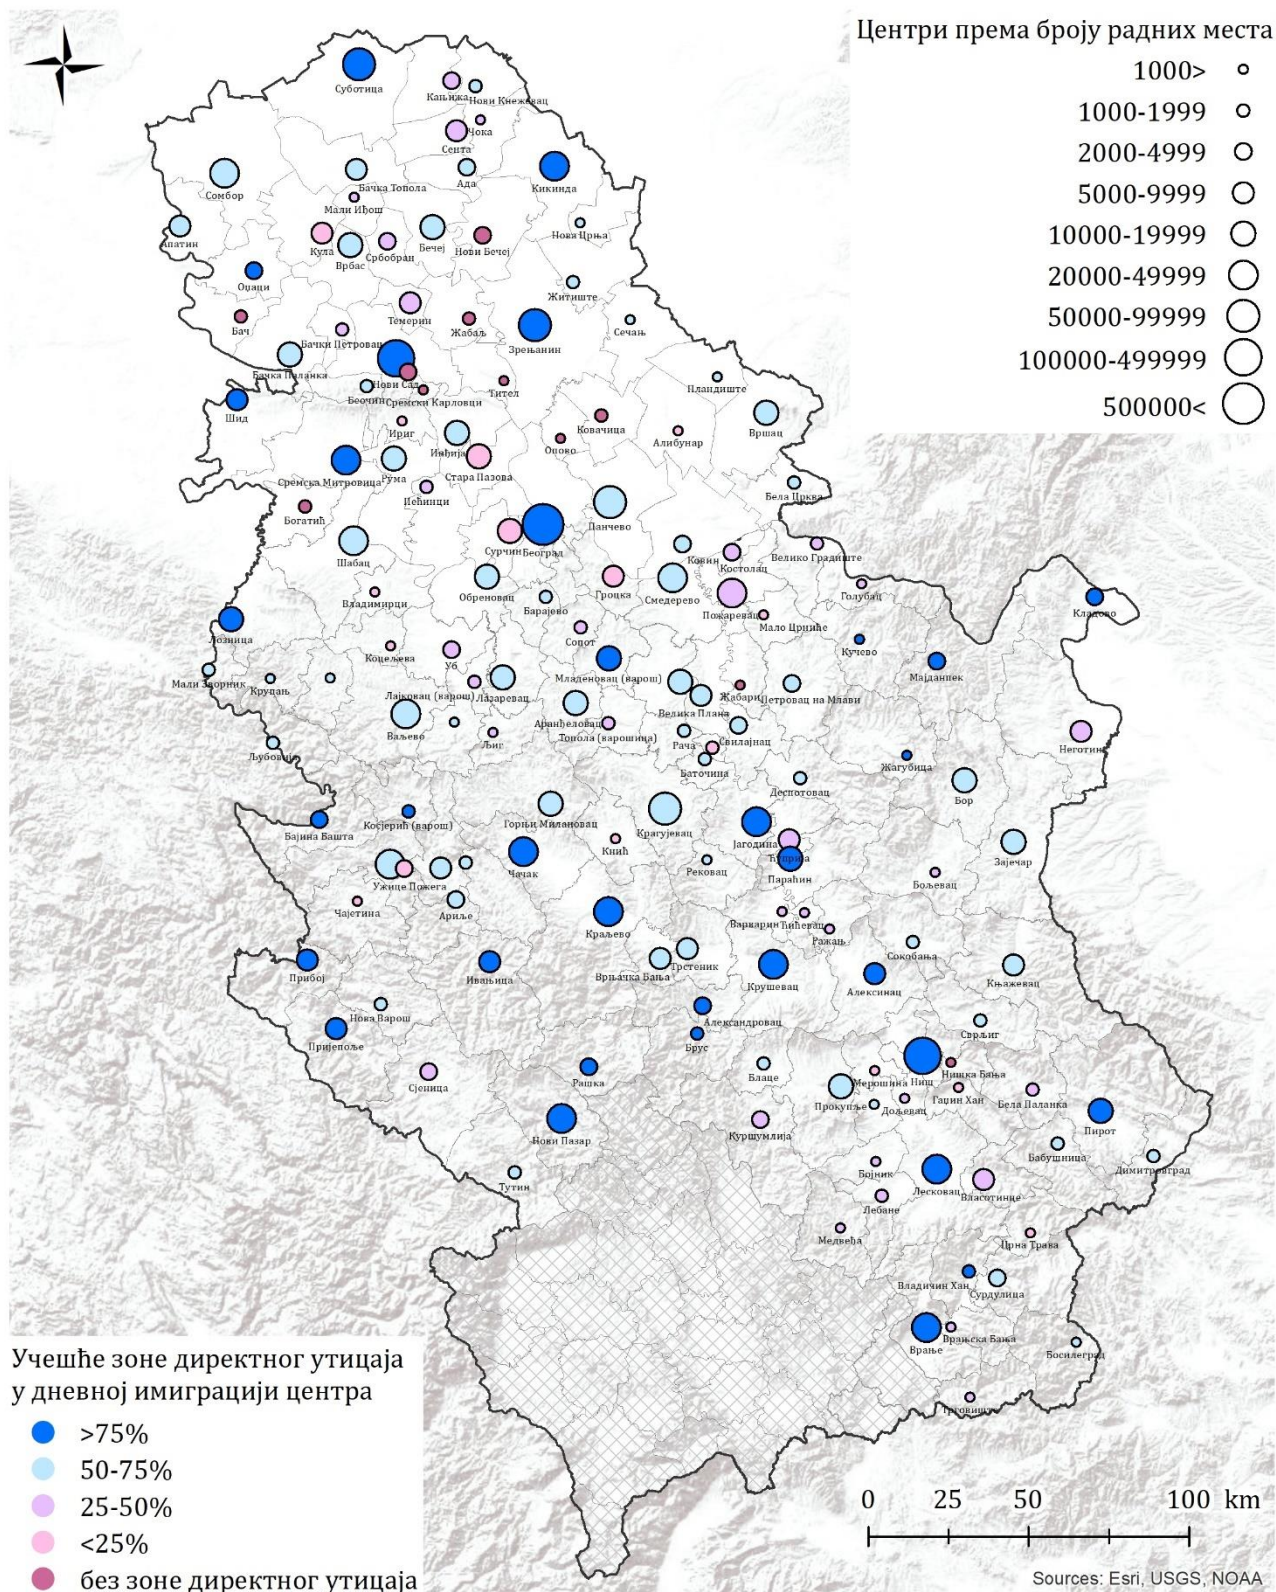 Центри према броју радних места
1000>
1000-1999
2000-4999
5000-9999
10000-19999
20000-49999
50000-99999
100000-499999
500000<
Суботица
Кањижа
Нови Кнежевац
Чока
Сента
Сомбор
Бачка Топола
Ада
Кикинда
Мали Иђош
Апатин
Кула
Врбас
Србобран
Бечеј
Нови Бечеј
Нова Црња
Оџаци
Житиште
Бач
Темерин
Жабаљ
Сечањ
Бачки Петровац
Зрењанин
Бачка Паланка
Нови Сад
Беочин
Сремски Карловци
Тител
Пландиште
Шид
Ириг
Ковачица
Вршац
Инђија
Опово
Алибунар
Сремска Митровица
Рума
Стара Пазова
Пећинци
Бела Црква
Богатић
Панчево
Сурчин
Београд
Шабац
Ковин
Костолац
Велико Градиште
Владимирци
Обреновац
Барајево
Гроцка
Смедерево
Пожаревац
Голубац
Кладово
Мало Црниће
Лозница
Сопот
Кучево
Коцељева
Уб
Младеновац (варош)
Мајданпек
Мали Зворник
Крупањ
Лајковац (варош)
Лазаревац
Жабари
Петровац на Млави
Велика Плана
Ваљево
Аранђеловац
Топола (варошица)
Свилајнац
Неготин
Љубовија
Љиг
Рача
Жагубица
Баточина
Деспотовац
Бор
Бајина Башта
Косјерић (варош)
Горњи Милановац
Крагујевац
Јагодина
Кнић
Ћуприја
Зајечар
Ужице
Пожега
Чачак
Рековац
Параћин
Бољевац
Чајетина
Ариље
Краљево
Варварин
Ћићевац
Ражањ
Сокобања
Прибој
Ивањица
Врњачка Бања
Трстеник
Крушевац
Алексинац
Књажевац
Нова Варош
Александровац
Пријепоље
Брус
Сврљиг
Сјеница
Рашка
Блаце
Мерошина
Ниш
Нишка Бања
Прокупље
Дољевац
Гаџин Хан
Бела Паланка
Нови Пазар
Куршумлија
Пирот
Бабушница
Димитровград
Тутин
Бојник
Лесковац
Власотинце
Лебане
Медвеђа
Црна Трава
Владичин Хан
Сурдулица
Врање
Врањска Бања
Босилеград
Трговиште
Учешће зоне директног утицаја
у дневној имиграцији центра
>75%
50-75%
25-50%
<25%
без зоне директног утицаја
0 25 50 100 km
Sources: Esri, USGS, NOAA